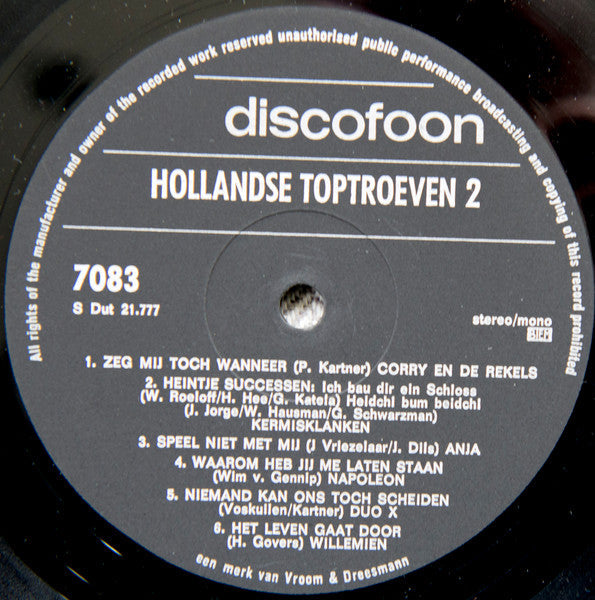 All rights of the manufacturer and owner of the recorded work reserved unauthorised public performance broadcasting and copying of this record prohibited
discofoon
HOLLANDSE TOPTROEVEN 2
7083
S Dut 21.777
stereo/mono
BIEM
1. ZEG MIJ TOCH WANNEER (P. Kartner) CORRY EN DE REKELS
2. HEINTJE SUCCESSEN: Ich bau dir ein Schloss
(W. Roeloff/H. Hee/G. Katela) Heidchi bum beidchi
(J. Jorge/W. Hausman/G. Schwarzman)
KERMISKLANKEN
3. SPEEL NIET MET MIJ (J Vriezelaar/J. Dils) ANJA
4. WAAROM HEB JIJ ME LATEN STAAN
(Wim v. Gennip) NAPOLEON
5. NIEMAND KAN ONS TOCH SCHEIDEN
(Voskuilen/Kartner) DUO X
6. HET LEVEN GAAT DOOR
(H. Govers) WILLEMIEN
een merk van Vroom & Dreesmann